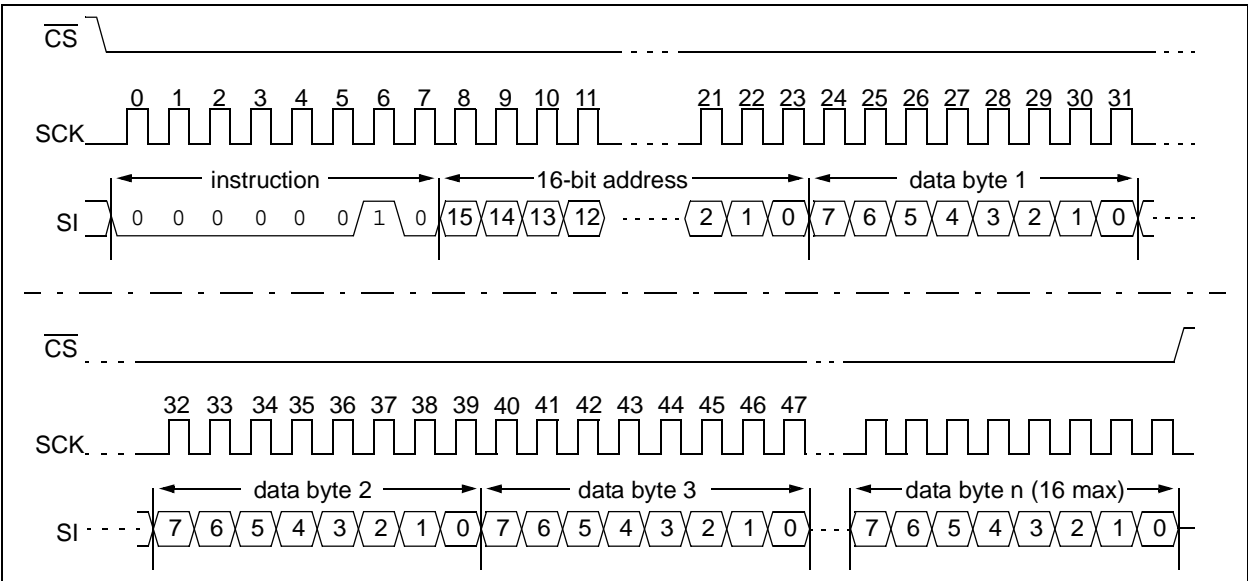 CS
0 1 2 3 4 5 6 7 8 9 10 11 21 22 23 24 25 26 27 28 29 30 31
SCK
instruction 16-bit address data byte 1
SI 0 0 0 0 0 0 1 0 15 14 13 12 2 1 0 7 6 5 4 3 2 1 0
CS
32 33 34 35 36 37 38 39 40 41 42 43 44 45 46 47
SCK
data byte 2 data byte 3 data byte n (16 max)
SI 7 6 5 4 3 2 1 0 7 6 5 4 3 2 1 0 7 6 5 4 3 2 1 0